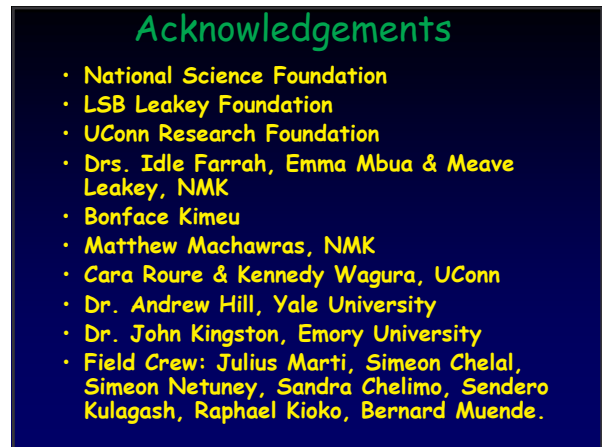 Acknowledgements
• National Science Foundation
• LSB Leakey Foundation
• UConn Research Foundation
• Drs. Idle Farrah, Emma Mbua & Meave
Leakey, NMK
• Bonface Kimeu
• Matthew Machawras, NMK
• Cara Roure & Kennedy Wagura, UConn
• Dr. Andrew Hill, Yale University
• Dr. John Kingston, Emory University
• Field Crew: Julius Marti, Simeon Chelal,
Simeon Netuney, Sandra Chelimo, Sendero
Kulagash, Raphael Kioko, Bernard Muende.